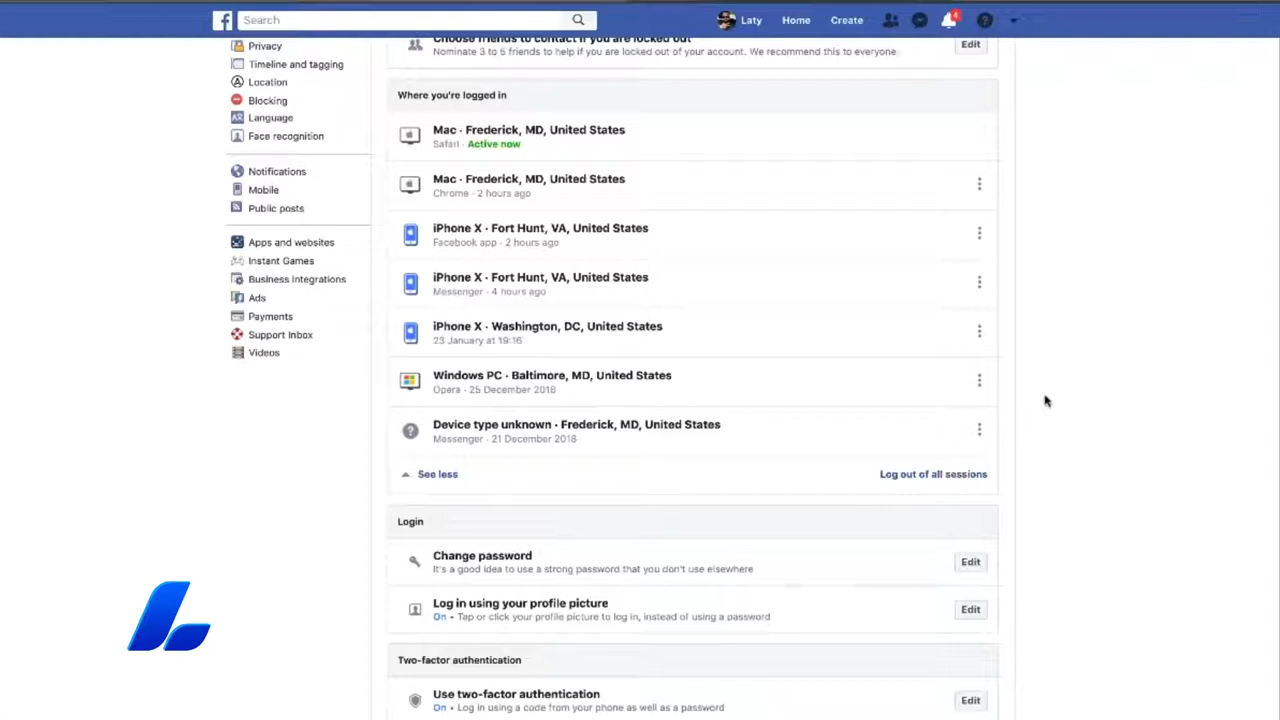 Search
Laty
Home
Create
4
Privacy
Timeline and tagging
Location
Blocking
Language
Face recognition
Notifications
Mobile
Public posts
Apps and websites
Instant Games
Business Integrations
Ads
Payments
Support Inbox
Videos
Choose friends to contact if you are locked out
Nominate 3 to 5 friends to help if you are locked out of your account. We recommend this to everyone
Edit
Where you're logged in
Mac · Frederick, MD, United States
Safari · Active now
Mac · Frederick, MD, United States
Chrome · 2 hours ago
iPhone X · Fort Hunt, VA, United States
Facebook app · 2 hours ago
iPhone X · Fort Hunt, VA, United States
Messenger · 4 hours ago
iPhone X · Washington, DC, United States
23 January at 19:16
Windows PC · Baltimore, MD, United States
Opera · 25 December 2018
Device type unknown · Frederick, MD, United States
Messenger · 21 December 2018
See less
Log out of all sessions
Login
Change password
It's a good idea to use a strong password that you don't use elsewhere
Edit
Log in using your profile picture
On • Tap or click your profile picture to log in, instead of using a password
Edit
Two-factor authentication
Use two-factor authentication
On • Log in using a code from your phone as well as a password
Edit